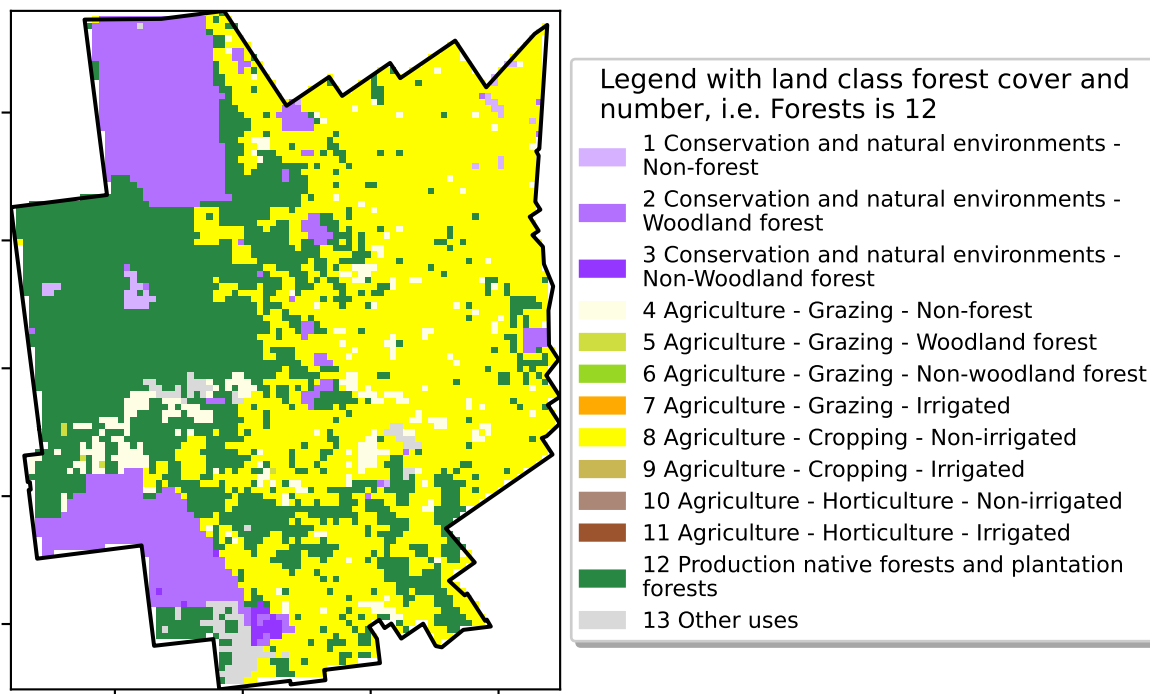 Legend with land class forest cover and
number, i.e. Forests is 12
1 Conservation and natural environments -
Non-forest
2 Conservation and natural environments -
Woodland forest
3 Conservation and natural environments -
Non-Woodland forest
4 Agriculture - Grazing - Non-forest
5 Agriculture - Grazing - Woodland forest
6 Agriculture - Grazing - Non-woodland forest
7 Agriculture - Grazing - Irrigated
8 Agriculture - Cropping - Non-irrigated
9 Agriculture - Cropping - Irrigated
10 Agriculture - Horticulture - Non-irrigated
11 Agriculture - Horticulture - Irrigated
12 Production native forests and plantation
forests
13 Other uses